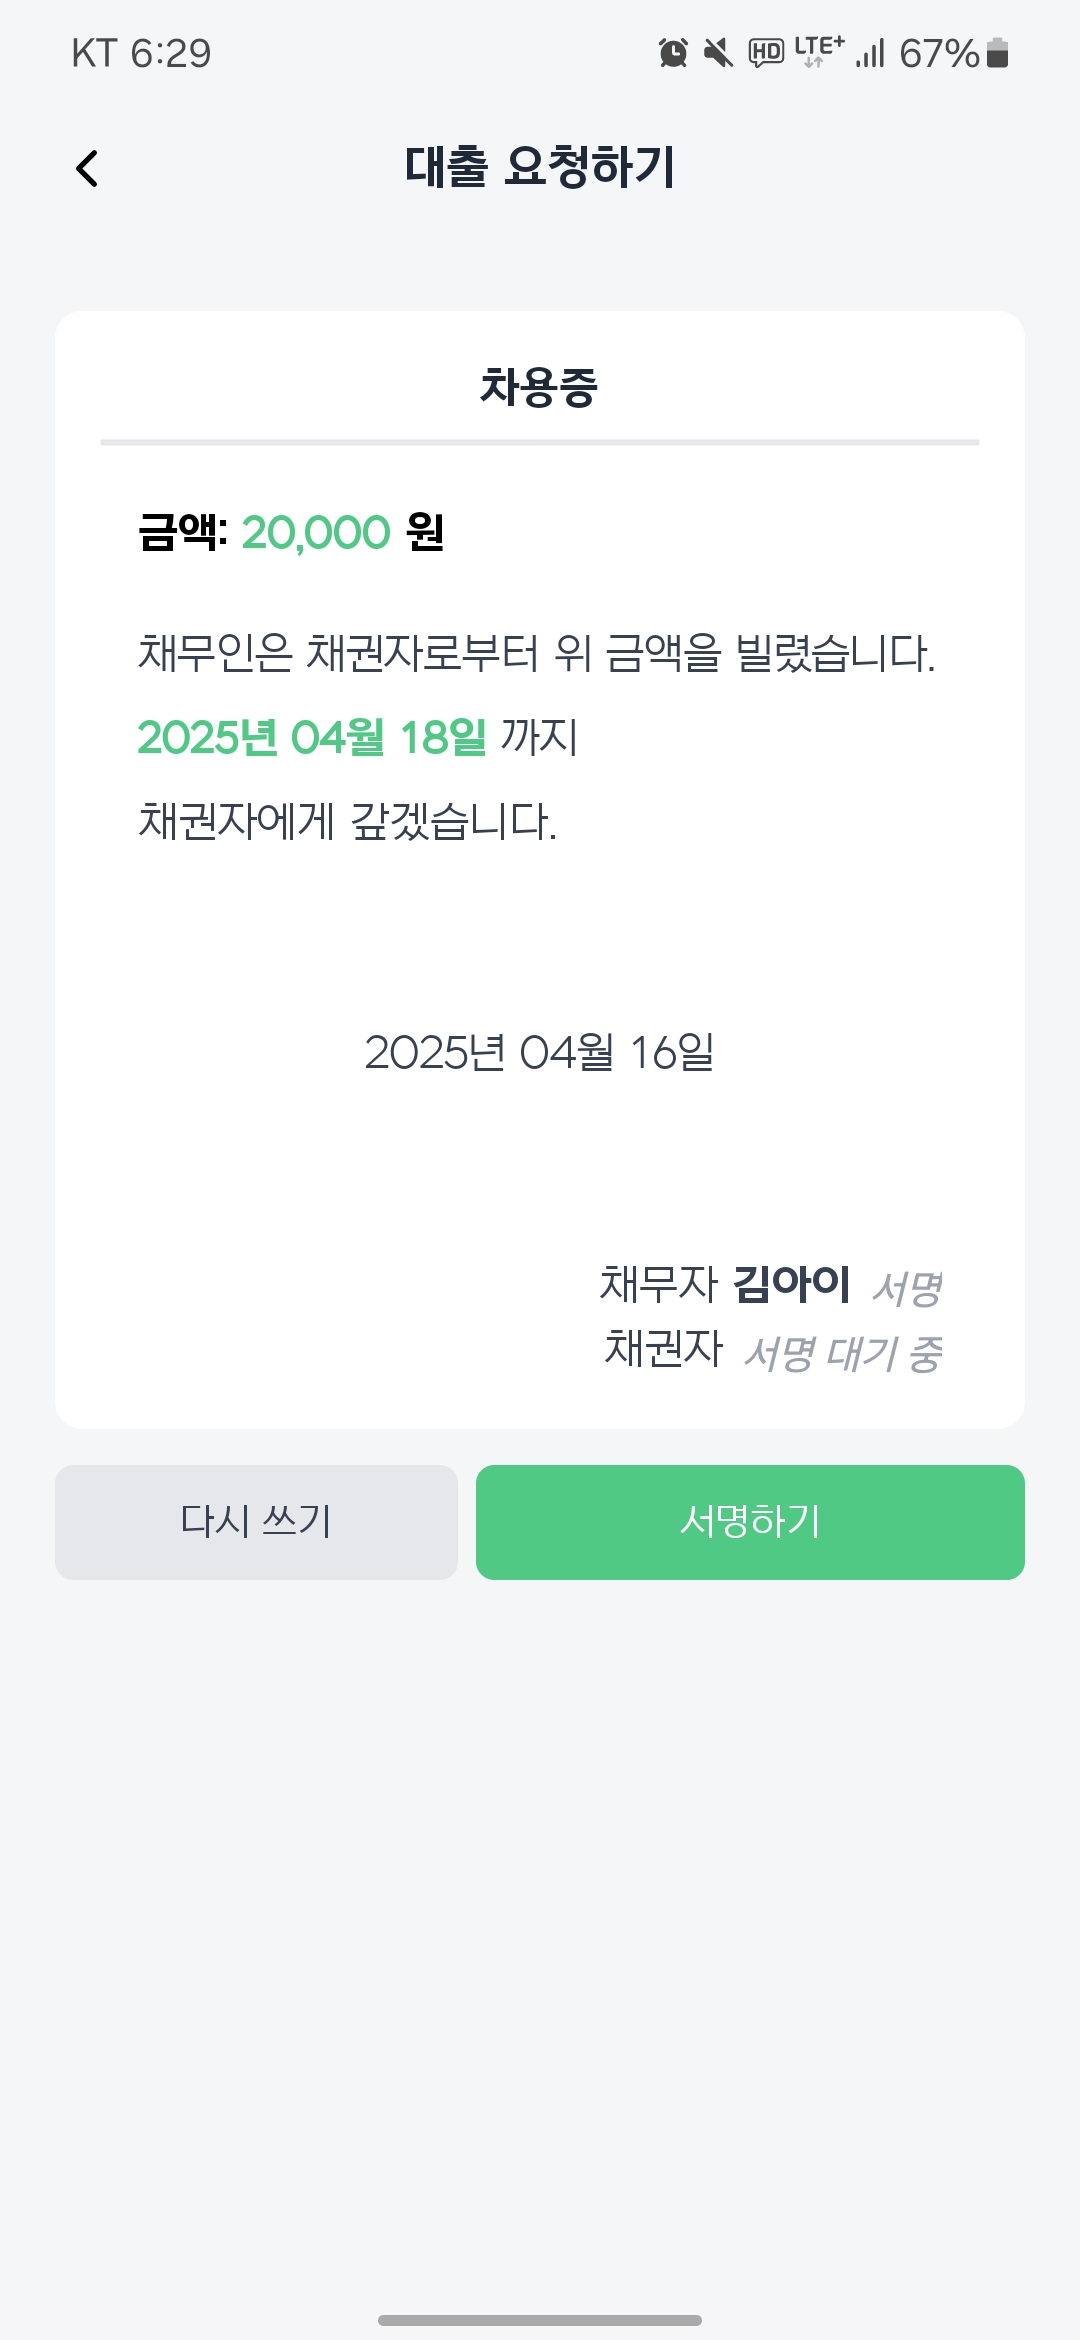 KT 6:29 HD LTE+ 67%
대출 요청하기
차용증
금액: 20,000 원
채무인은 채권자로부터 위 금액을 빌렸습니다.
2025년 04월 18일 까지
채권자에게 갚겠습니다.
2025년 04월 16일
채무자 김아이 서명
채권자 서명 대기 중
다시 쓰기 서명하기